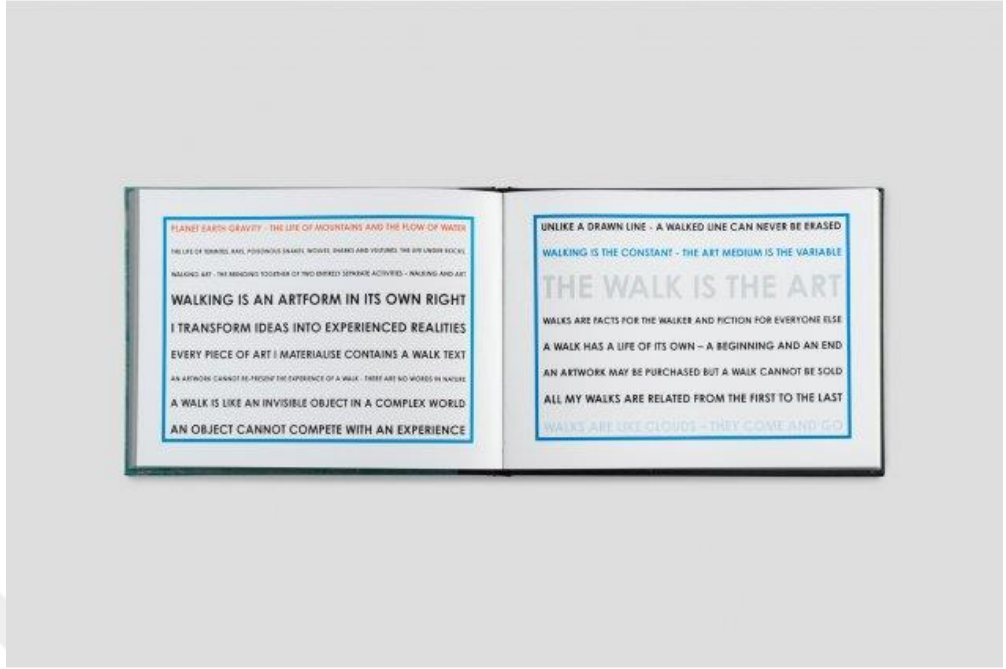 PLANET EARTH GRAVITY - THE LIFE OF MOUNTAINS AND THE FLOW OF WATER
THE LIFE OF TERMITES, RAYS, POISONOUS SNAKES, WOLVES, SHARKS AND VULTURES, THE LIFE UNDER ROCKS,
WALKING ART - THE BRINGING TOGETHER OF TWO ENTIRELY SEPARATE ACTIVITIES - WALKING AND ART
WALKING IS AN ARTFORM IN ITS OWN RIGHT
I TRANSFORM IDEAS INTO EXPERIENCED REALITIES
EVERY PIECE OF ART I MATERIALISE CONTAINS A WALK TEXT
AN ARTWORK CANNOT RE-PRESENT THE EXPERIENCE OF A WALK - THERE ARE NO WORDS IN NATURE
A WALK IS LIKE AN INVISIBLE OBJECT IN A COMPLEX WORLD
AN OBJECT CANNOT COMPETE WITH AN EXPERIENCE
UNLIKE A DRAWN LINE - A WALKED LINE CAN NEVER BE ERASED
WALKING IS THE CONSTANT - THE ART MEDIUM IS THE VARIABLE
THE WALK IS THE ART
WALKS ARE FACTS FOR THE WALKER AND FICTION FOR EVERYONE ELSE
A WALK HAS A LIFE OF ITS OWN – A BEGINNING AND AN END
AN ARTWORK MAY BE PURCHASED BUT A WALK CANNOT BE SOLD
ALL MY WALKS ARE RELATED FROM THE FIRST TO THE LAST
WALKS ARE LIKE CLOUDS – THEY COME AND GO